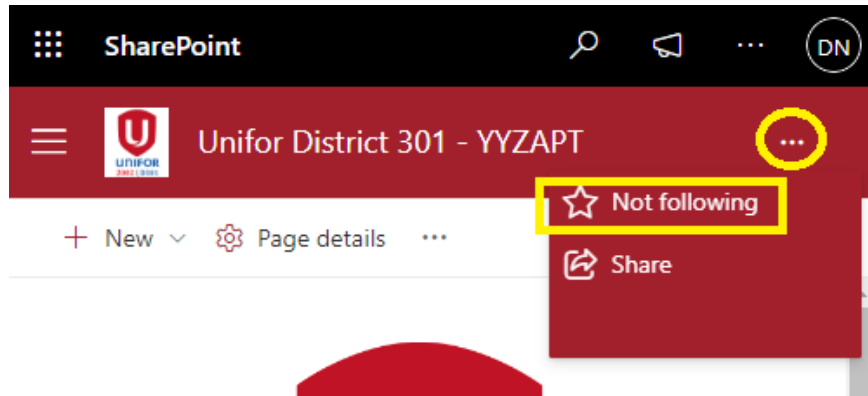 SharePoint
...
DN
UNIFOR
Unifor District 301 - YYZAPT
...
Not following
+ New
Page details
...
Share